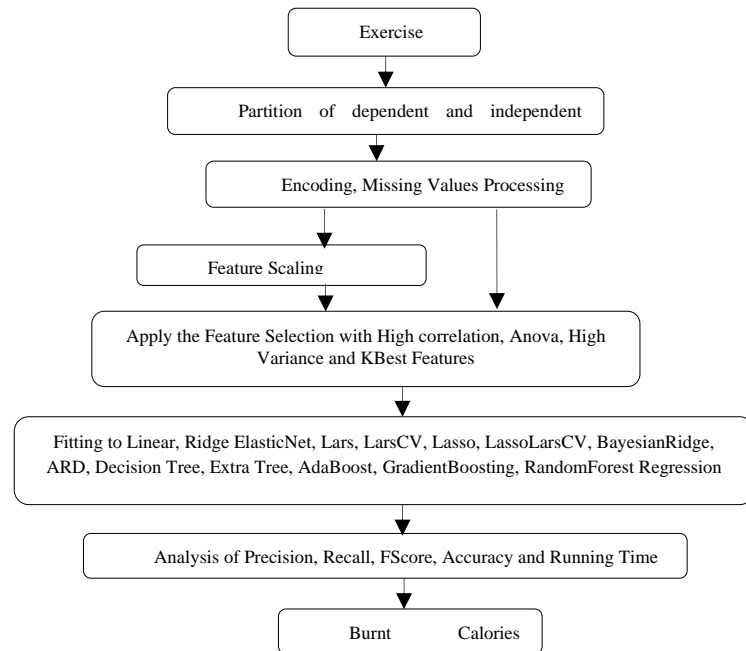 Exercise
Partition of dependent and independent
Encoding, Missing Values Processing
Feature Scaling
Apply the Feature Selection with High correlation, Anova, High
Variance and KBest Features
Fitting to Linear, Ridge ElasticNet, Lars, LarsCV, Lasso, LassoLarsCV, BayesianRidge,
ARD, Decision Tree, Extra Tree, AdaBoost, GradientBoosting, RandomForest Regression
Analysis of Precision, Recall, FScore, Accuracy and Running Time
Burnt Calories